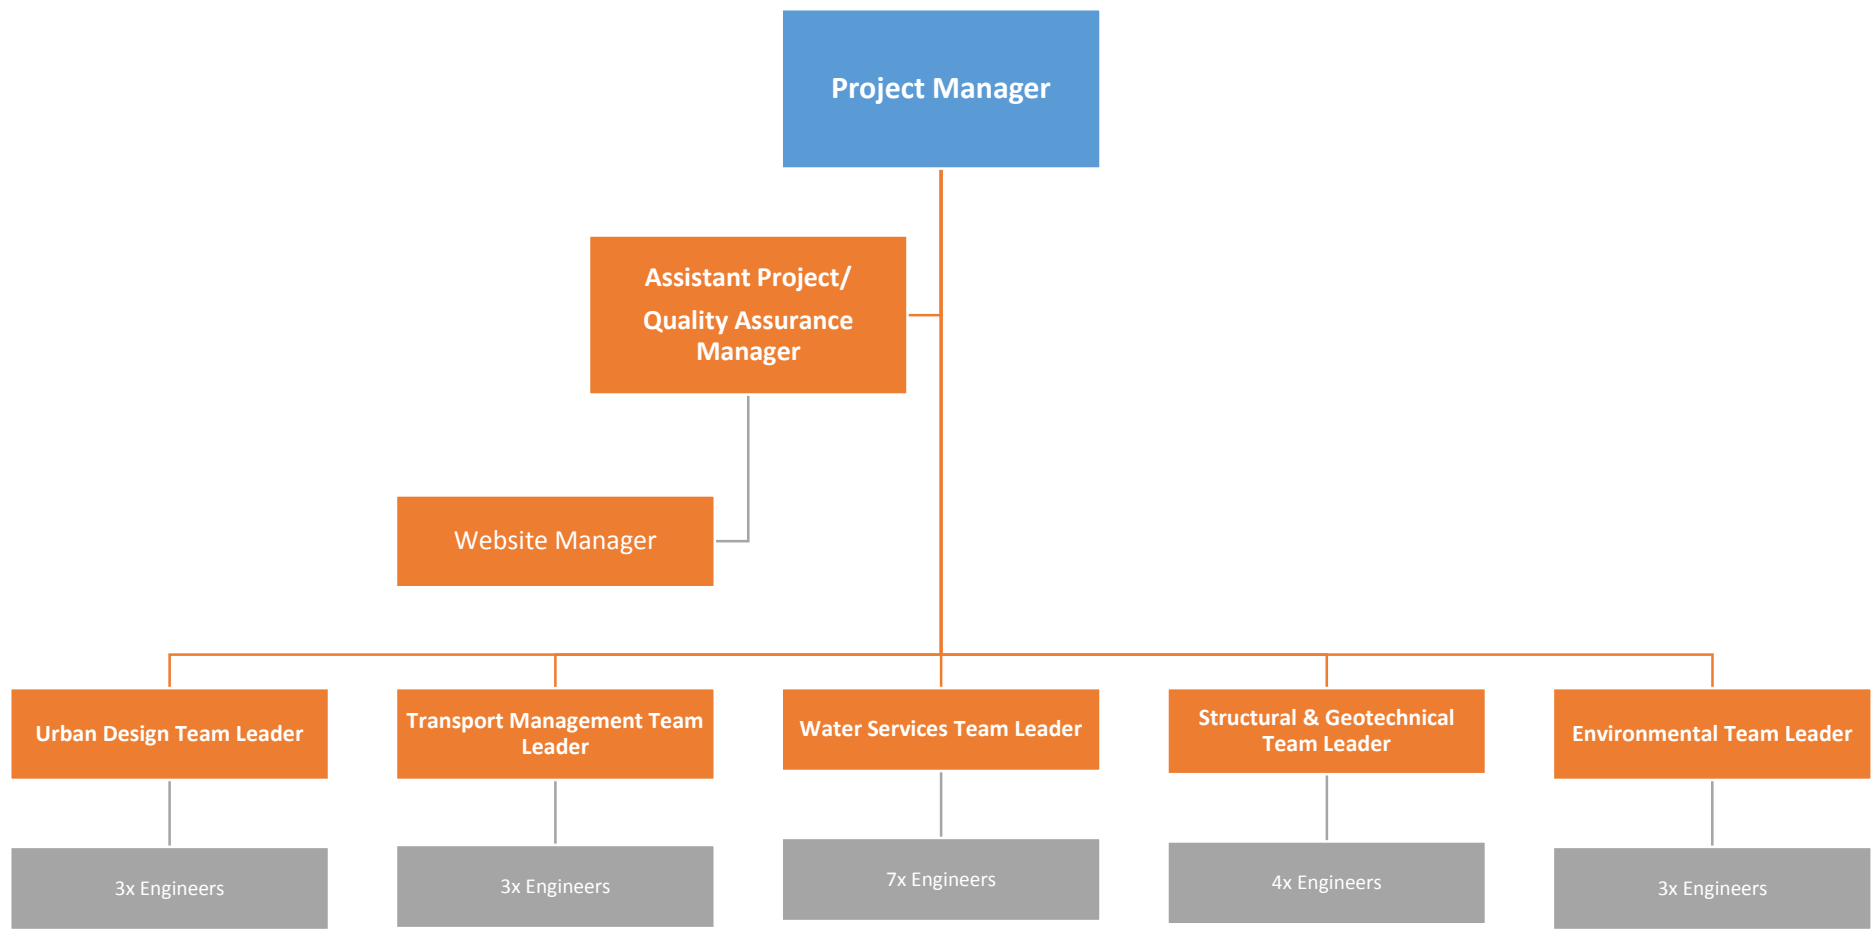 Project Manager
Assistant Project/
Quality Assurance
Manager
Website Manager
Urban Design Team Leader
Transport Management Team
Leader
Water Services Team Leader
Structural & Geotechnical
Team Leader
Environmental Team Leader
3x Engineers
3x Engineers
7x Engineers
4x Engineers
3x Engineers